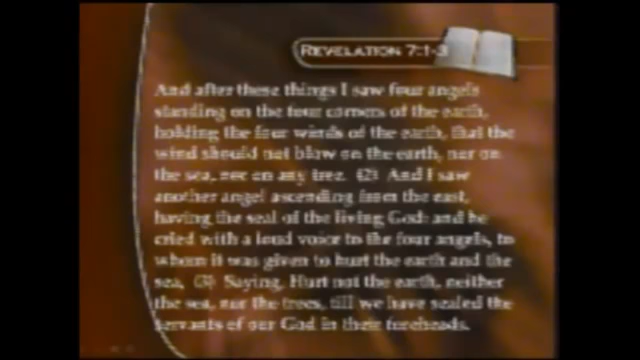 REVELATION 7:1-3
And after these things I saw four angels
standing on the four corners of the earth,
holding the four winds of the earth, that the
wind should not blow on the earth, nor on
the sea, nor on any tree. (2) And I saw
another angel ascending from the east,
having the seal of the living God: and he
cried with a loud voice to the four angels, to
whom it was given to hurt the earth and the
sea, (3) Saying, Hurt not the earth, neither
the sea, nor the trees, till we have sealed the
servants of our God in their foreheads.